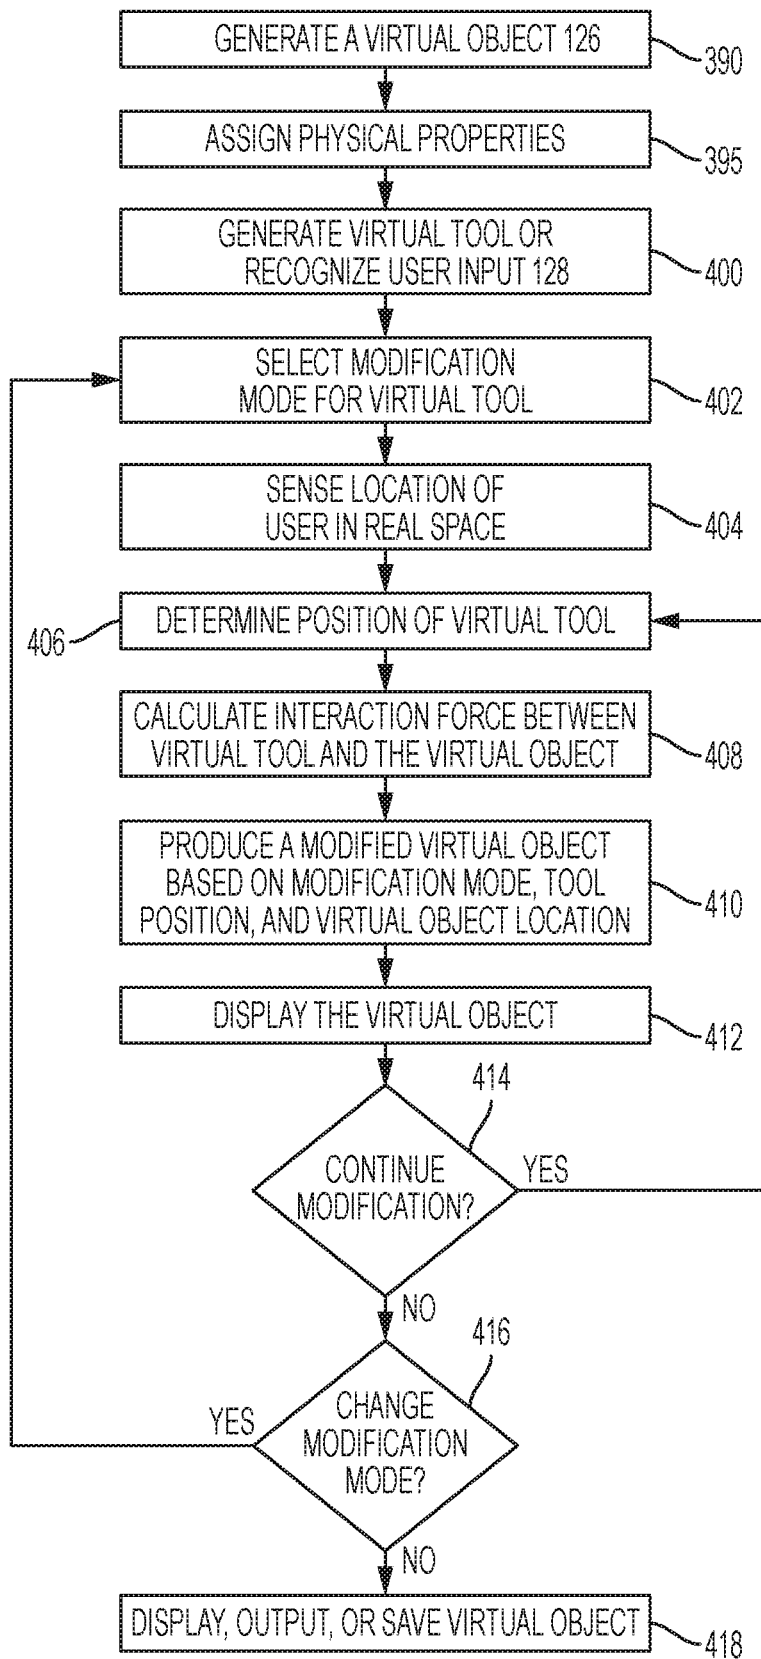 GENERATE A VIRTUAL OBJECT 126
390
ASSIGN PHYSICAL PROPERTIES
395
GENERATE VIRTUAL TOOL OR
RECOGNIZE USER INPUT 128
400
SELECT MODIFICATION
MODE FOR VIRTUAL TOOL
402
SENSE LOCATION OF
USER IN REAL SPACE
404
DETERMINE POSITION OF VIRTUAL TOOL
406
CALCULATE INTERACTION FORCE BETWEEN
VIRTUAL TOOL AND THE VIRTUAL OBJECT
408
PRODUCE A MODIFIED VIRTUAL OBJECT
BASED ON MODIFICATION MODE, TOOL
POSITION, AND VIRTUAL OBJECT LOCATION
410
DISPLAY THE VIRTUAL OBJECT
412
414
CONTINUE
MODIFICATION?
YES
NO
416
CHANGE
MODIFICATION
MODE?
YES
NO
DISPLAY, OUTPUT, OR SAVE VIRTUAL OBJECT
418